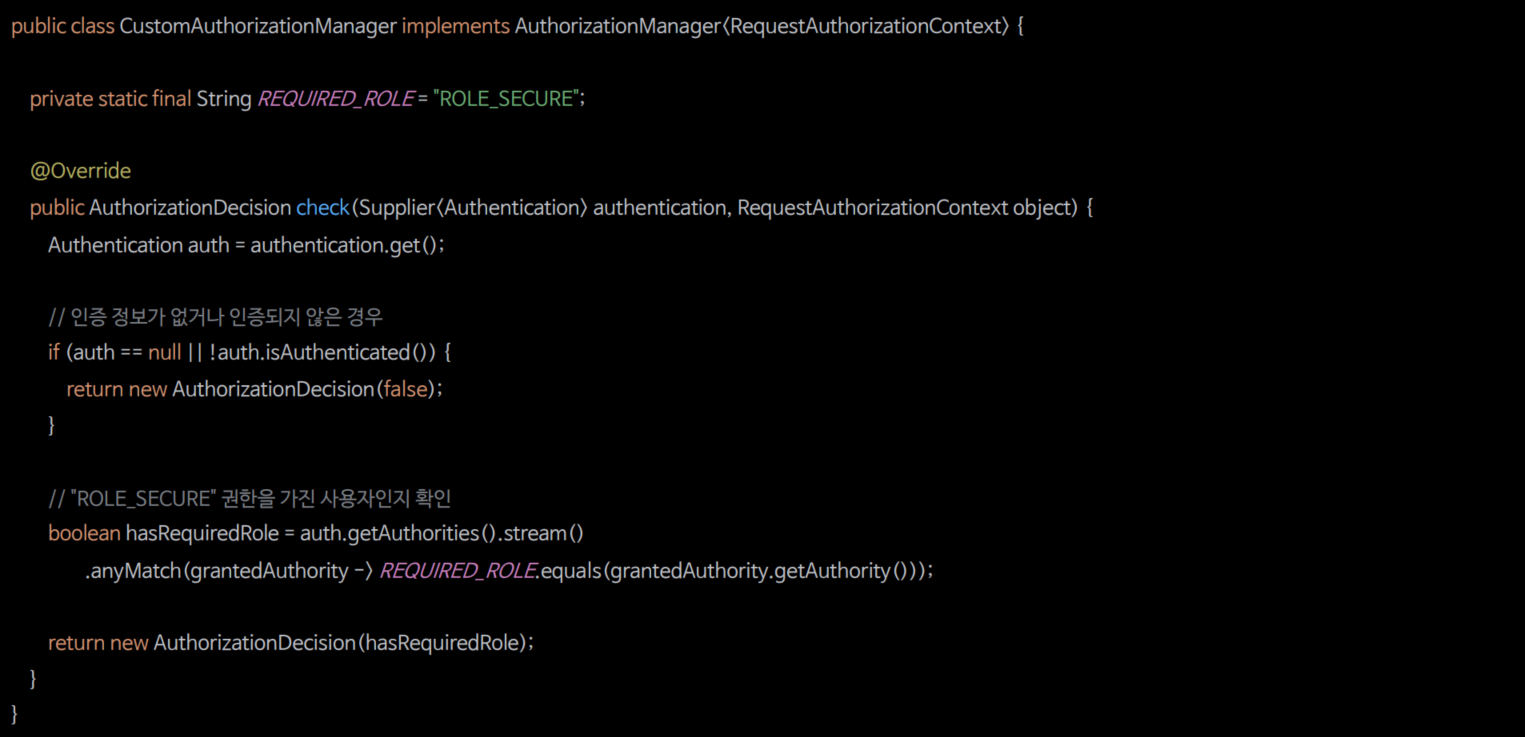 public class CustomAuthorizationManager implements AuthorizationManager<RequestAuthorizationContext> {
private static final String REQUIRED_ROLE = "ROLE_SECURE";
@Override
public AuthorizationDecision check(Supplier<Authentication> authentication, RequestAuthorizationContext object) {
Authentication auth = authentication.get();
// 인증 정보가 없거나 인증되지 않은 경우
if (auth == null || !auth.isAuthenticated()) {
return new AuthorizationDecision(false);
}
// "ROLE_SECURE" 권한을 가진 사용자인지 확인
boolean hasRequiredRole = auth.getAuthorities().stream()
.anyMatch(grantedAuthority -> REQUIRED_ROLE.equals(grantedAuthority.getAuthority()));
return new AuthorizationDecision(hasRequiredRole);
}
}